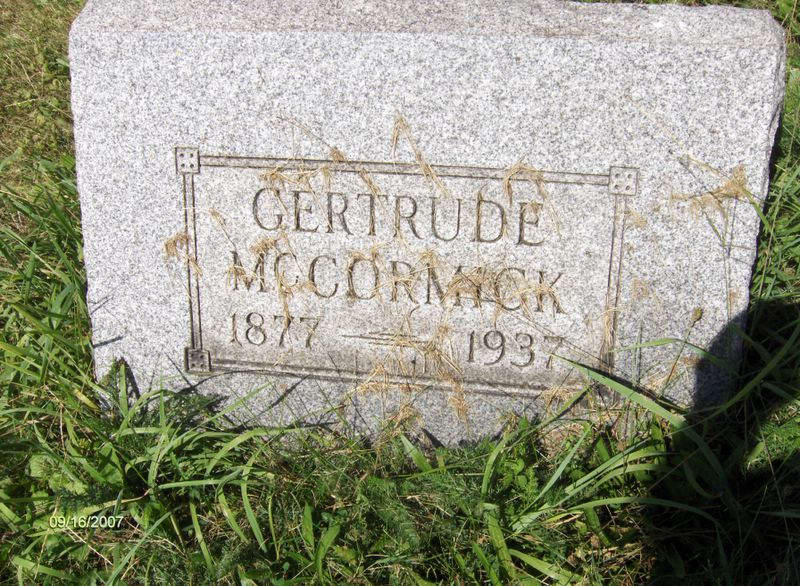 GERTRUDE
MCCORMICK
1877 — 1937
09/16/2007